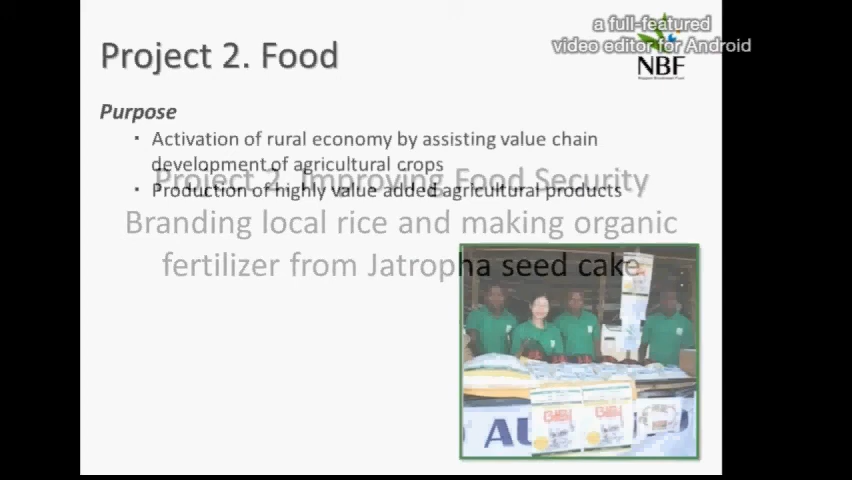 a full-featured
video editor for Android
Project 2. Food
NBF
Purpose
· Activation of rural economy by assisting value chain
development of agricultural crops
· Production of highly value added agricultural products
Project 2. Improving Food Security
Branding local rice and making organic
fertilizer from Jatropha seed cake